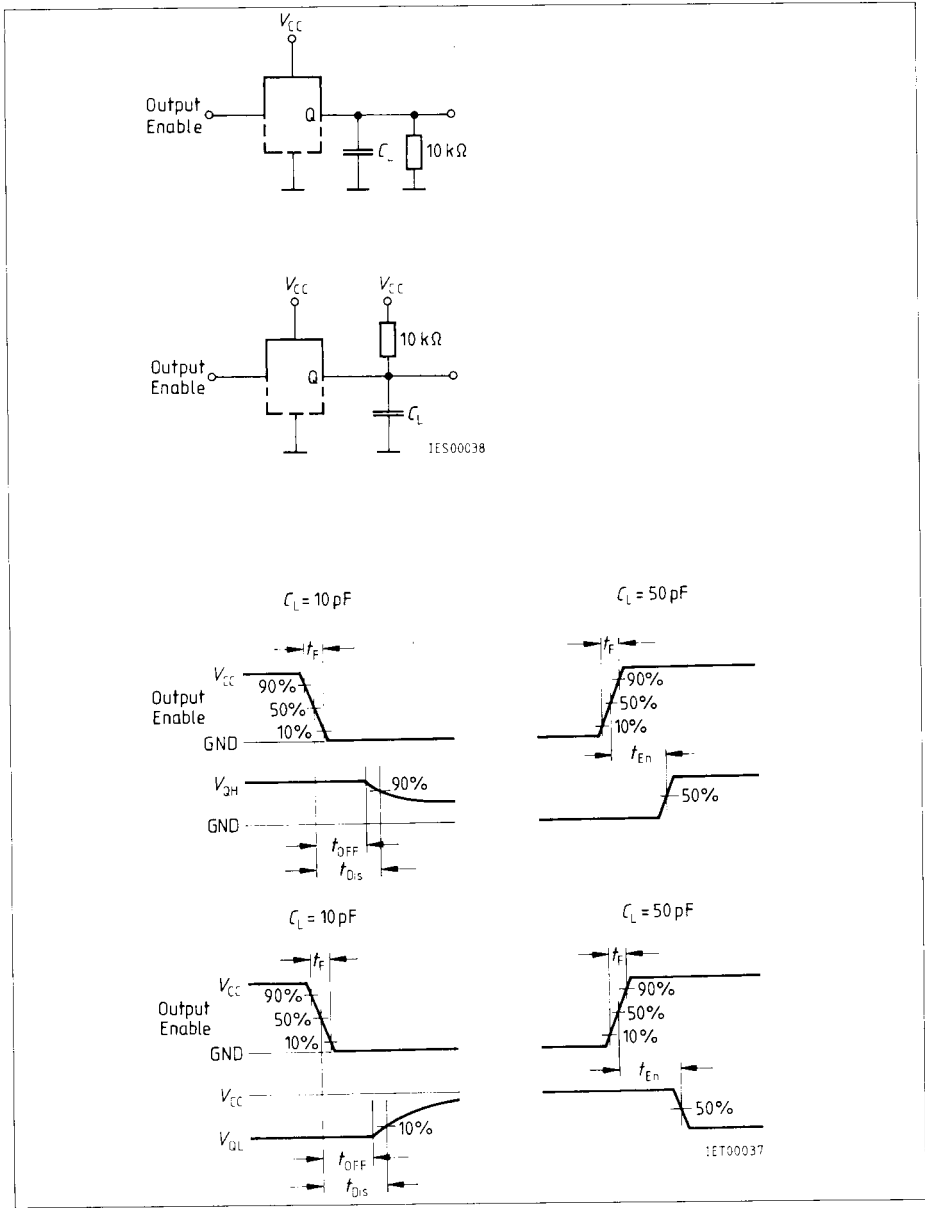 V_CC
Output
Enable
Q
C_L
10 kΩ
V_CC
V_CC
10 kΩ
Output
Enable
Q
C_L
IES00038
C_L = 10 pF
C_L = 50 pF
t_F
t_F
V_CC
90%
90%
Output
Enable
50%
50%
10%
10%
GND
t_En
V_QH
90%
50%
GND
t_OFF
t_Dis
C_L = 10 pF
C_L = 50 pF
t_F
t_F
V_CC
90%
90%
Output
Enable
50%
50%
10%
10%
GND
t_En
V_CC
50%
10%
V_QL
IET00037
t_OFF
t_Dis